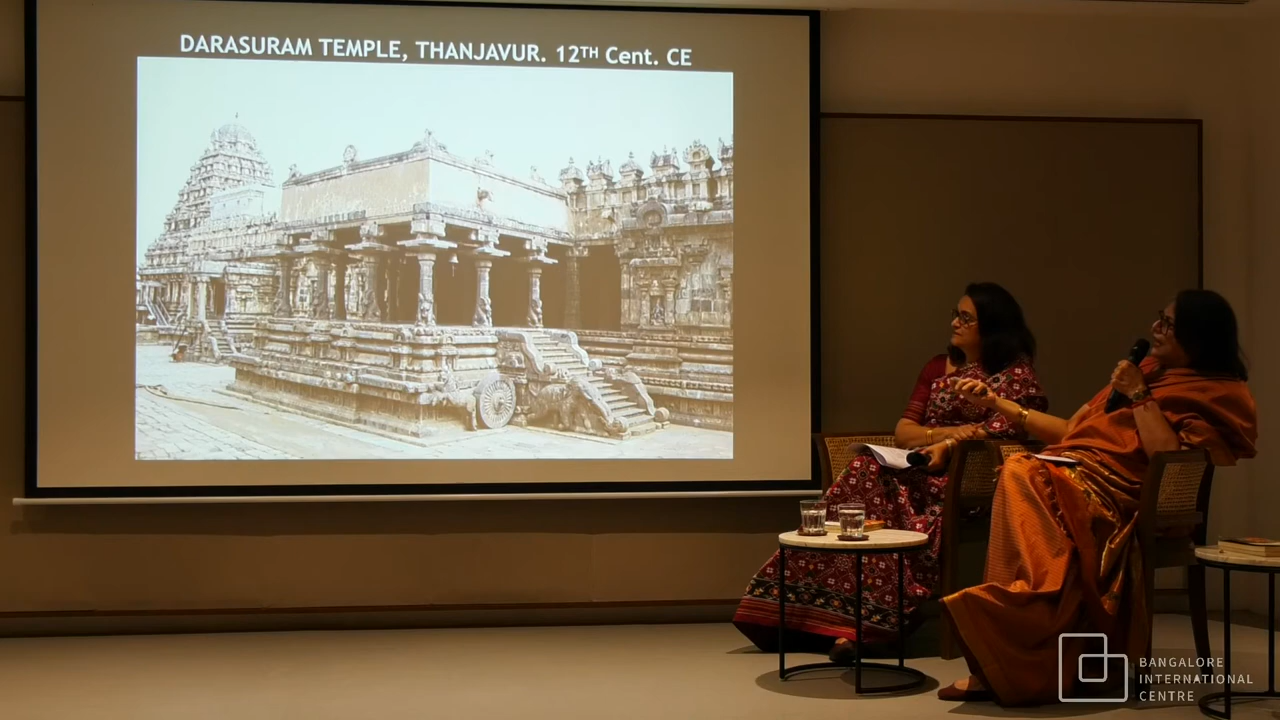 DARASURAM TEMPLE, THANJAVUR. 12TH Cent. CE
BANGALORE
INTERNATIONAL
CENTRE